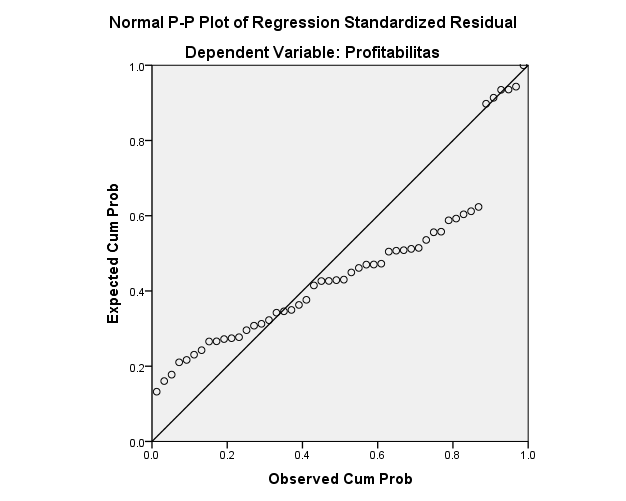 Normal P-P Plot of Regression Standardized Residual
Dependent Variable: Profitabilitas
1.0
0.8
0.6
0.4
0.2
0.0
Expected Cum Prob
0.0 0.2 0.4 0.6 0.8 1.0
Observed Cum Prob